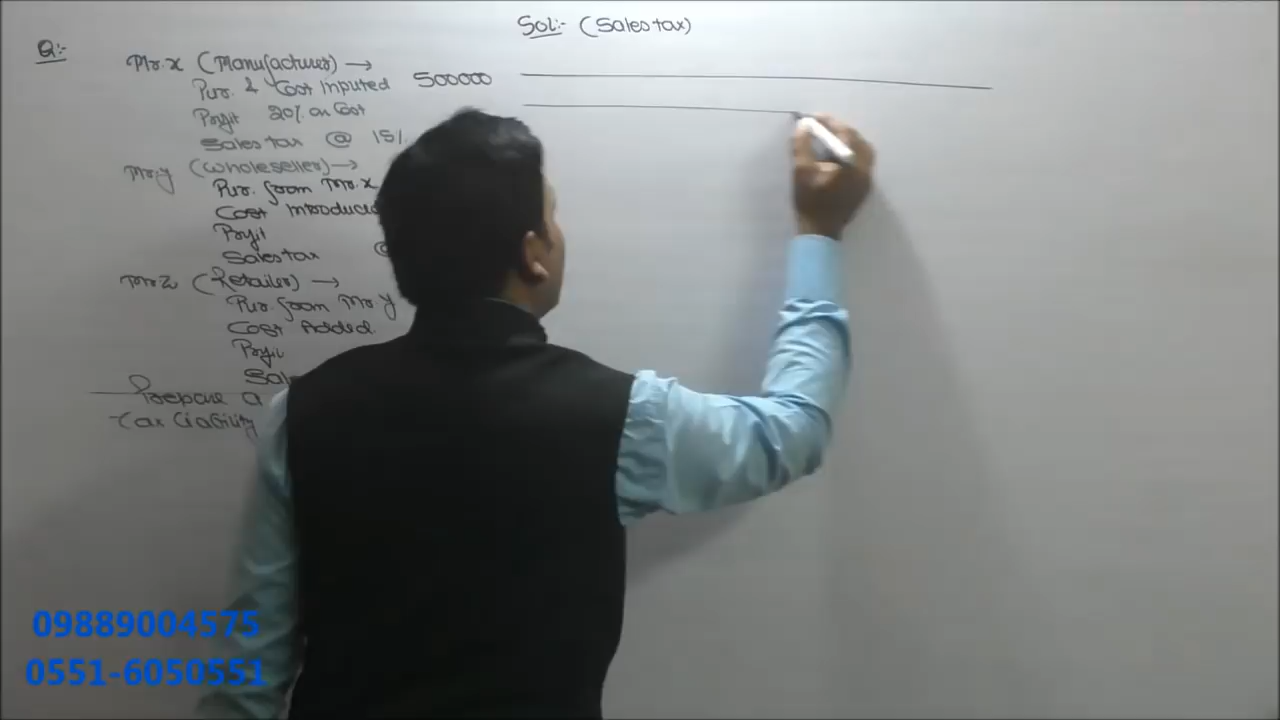 Q:-
Sol:- (Sales tax)
Mr. X (Manufacturer) →
Pur. & Cost Inputed 500000
Profit 20% on Cost
Sales tax @ 15%
Mr. Y (Wholeseller) →
Pur. from Mr. X
Cost Introduced
Profit
Sales tax @
Mr. Z (Retailer) →
Pur. from Mr Y
Cost Added
Profit
Sal
Prepare a
Tax Liability
09889004575
0551-6050551